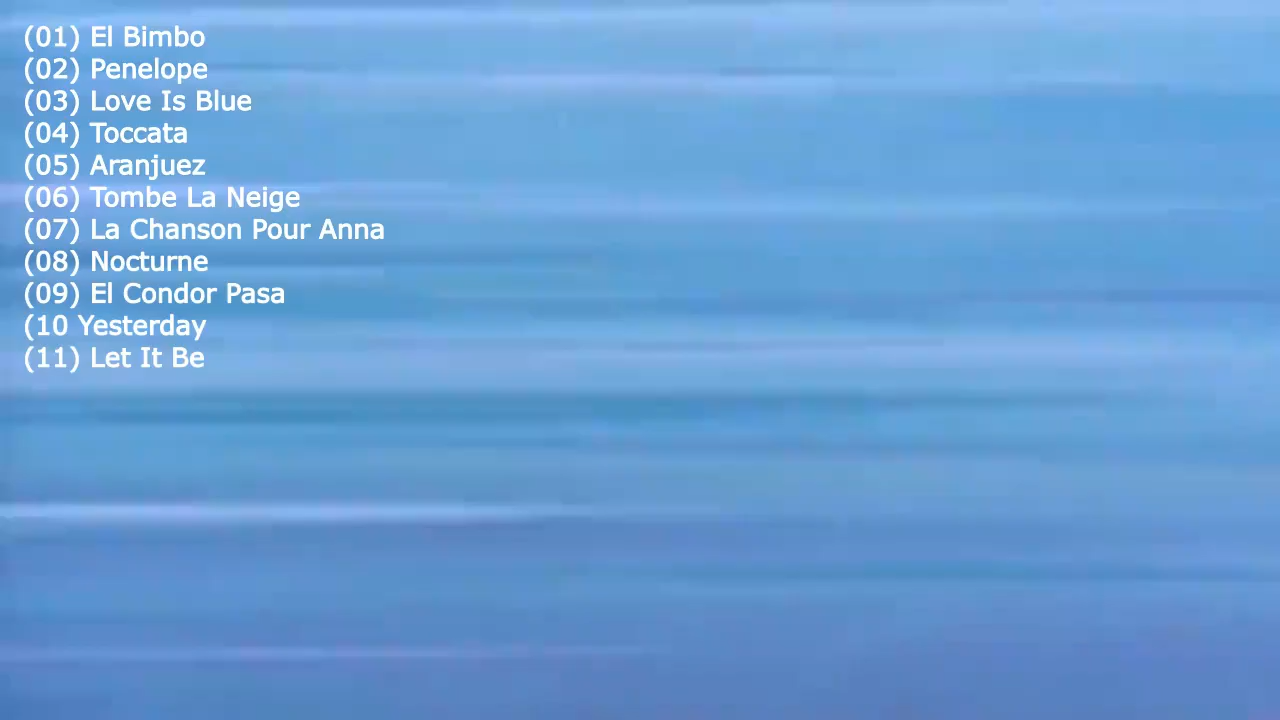 (01) El Bimbo
(02) Penelope
(03) Love Is Blue
(04) Toccata
(05) Aranjuez
(06) Tombe La Neige
(07) La Chanson Pour Anna
(08) Nocturne
(09) El Condor Pasa
(10 Yesterday
(11) Let It Be